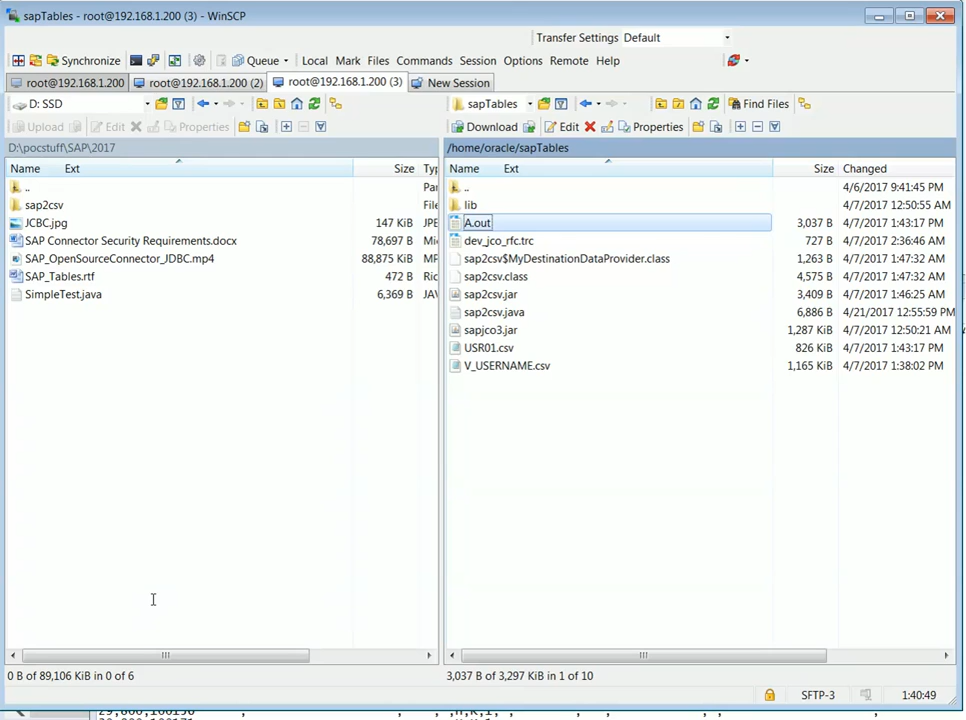 sapTables - root@192.168.1.200 (3) - WinSCP
Transfer Settings Default
Synchronize Queue Local Mark Files Commands Session Options Remote Help
root@192.168.1.200 root@192.168.1.200 (2) root@192.168.1.200 (3) New Session
D: SSD sapTables Find Files
Upload Edit Properties Download Edit Properties
D:\pocstuff\SAP\2017 /home/oracle/sapTables
Name Ext Size Typ Name Ext Size Changed
.. Par .. 4/6/2017 9:41:45 PM
sap2csv File lib 4/7/2017 12:50:55 AM
JCBC.jpg 147 KiB JPE A.out 3,037 B 4/7/2017 1:43:17 PM
SAP Connector Security Requirements.docx 78,697 B Mi dev_jco_rfc.trc 727 B 4/7/2017 2:36:46 AM
SAP_OpenSourceConnector_JDBC.mp4 88,875 KiB MP sap2csv$MyDestinationDataProvider.class 1,263 B 4/7/2017 1:47:32 AM
SAP_Tables.rtf 472 B Ric sap2csv.class 4,575 B 4/7/2017 1:47:32 AM
SimpleTest.java 6,369 B JAV sap2csv.jar 3,409 B 4/7/2017 1:46:25 AM
sap2csv.java 6,886 B 4/21/2017 12:55:59 PM
sapjco3.jar 1,287 KiB 4/7/2017 12:50:21 AM
USR01.csv 826 KiB 4/7/2017 1:43:17 PM
V_USERNAME.csv 1,165 KiB 4/7/2017 1:38:02 PM
0 B of 89,106 KiB in 0 of 6 3,037 B of 3,297 KiB in 1 of 10
SFTP-3 1:40:49